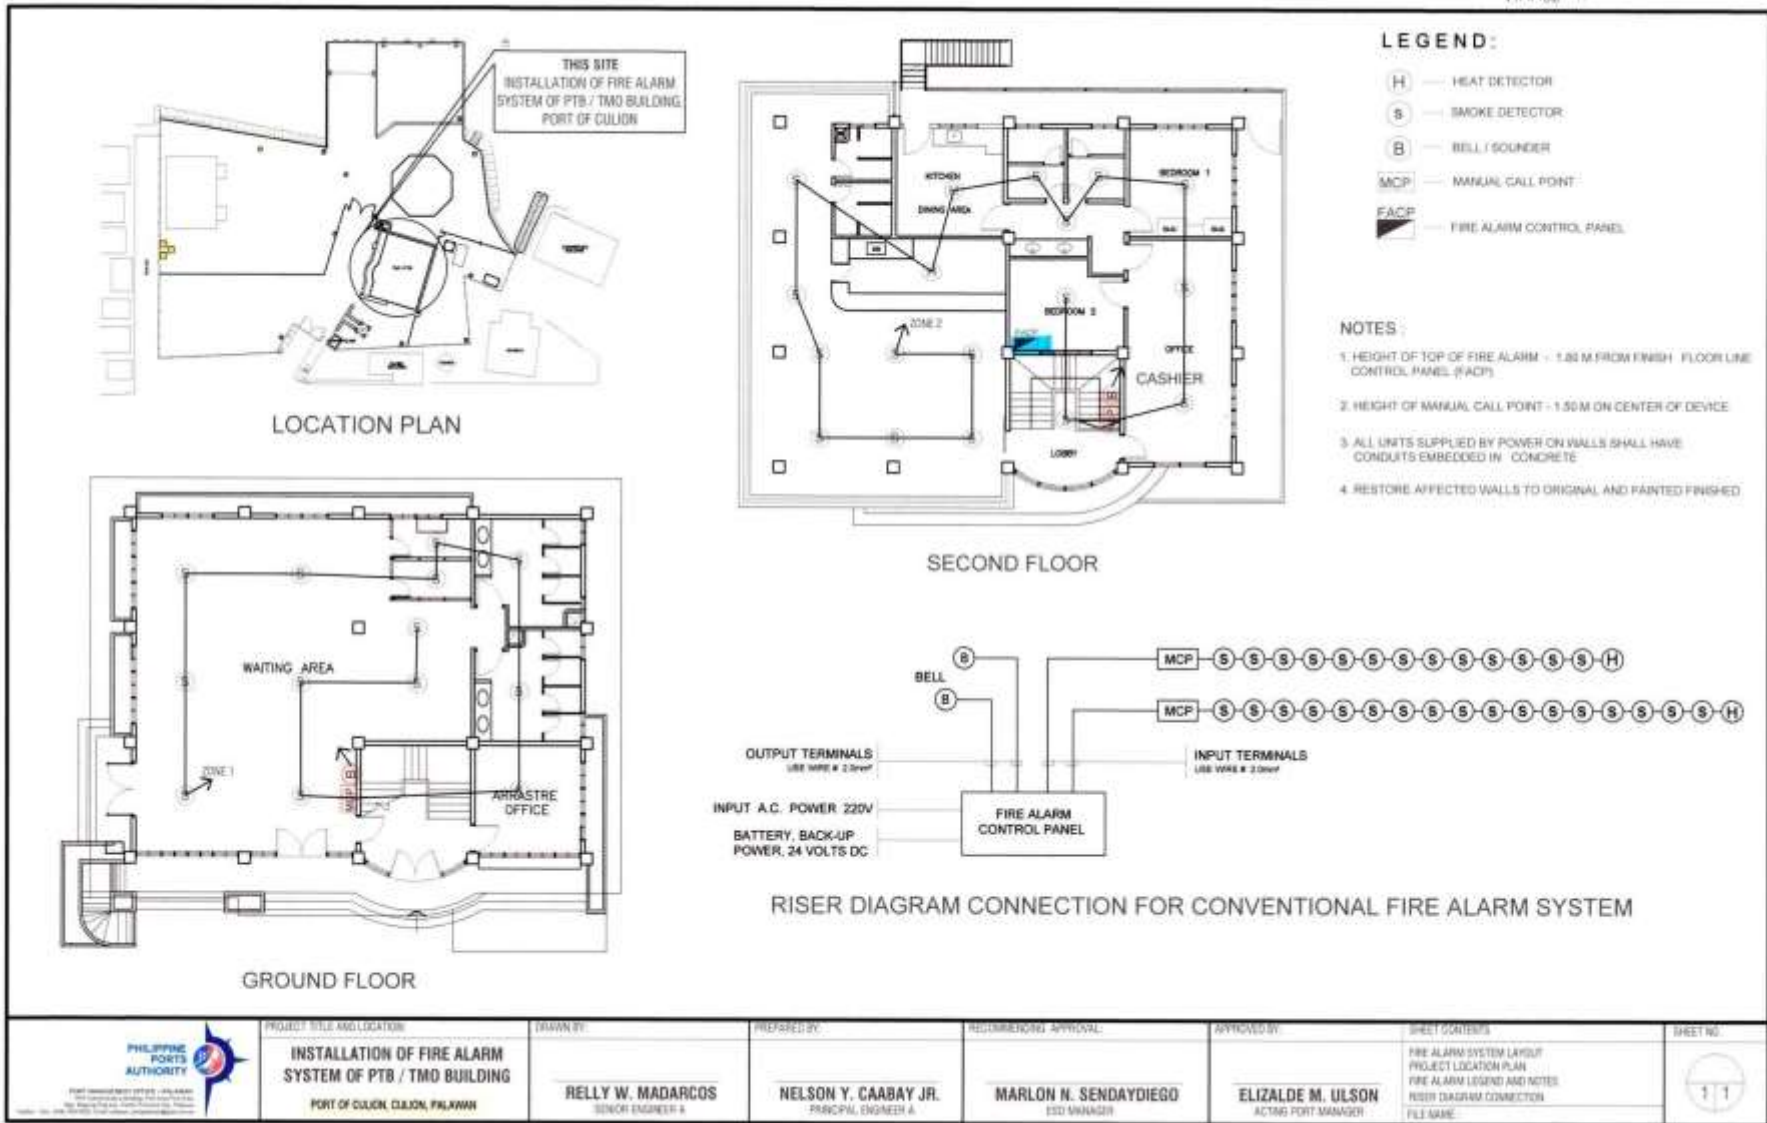 THIS SITE
INSTALLATION OF FIRE ALARM
SYSTEM OF PTB / TMO BUILDING
PORT OF CULION
LOCATION PLAN
KITCHEN
DINING AREA
BEDROOM 1
BEDROOM 2
ZONE 2
FACP
OFFICE
CASHIER
LOBBY
SECOND FLOOR
LEGEND:
H HEAT DETECTOR
S SMOKE DETECTOR
B BELL / SOUNDER
MCP MANUAL CALL POINT
FACP
FIRE ALARM CONTROL PANEL
NOTES :
1. HEIGHT OF TOP OF FIRE ALARM - 1.80 M FROM FINISH FLOOR LINE
CONTROL PANEL (FACP)
2. HEIGHT OF MANUAL CALL POINT - 1.50 M ON CENTER OF DEVICE
3. ALL UNITS SUPPLIED BY POWER ON WALLS SHALL HAVE
CONDUITS EMBEDDED IN CONCRETE
4. RESTORE AFFECTED WALLS TO ORIGINAL AND PAINTED FINISHED
WAITING AREA
ZONE 1
MCP B
ARRASTRE
OFFICE
GROUND FLOOR
B
BELL
B
MCP S S S S S S S S S S S S S H
MCP S S S S S S S S S S S S S S S S S H
OUTPUT TERMINALS
USE WIRE # 2.0mm²
INPUT TERMINALS
USE WIRE # 2.0mm²
INPUT A.C. POWER 220V
BATTERY, BACK-UP
POWER, 24 VOLTS DC
FIRE ALARM
CONTROL PANEL
RISER DIAGRAM CONNECTION FOR CONVENTIONAL FIRE ALARM SYSTEM
PHILIPPINE
PORTS
AUTHORITY
PROJECT TITLE AND LOCATION:
INSTALLATION OF FIRE ALARM
SYSTEM OF PTB / TMO BUILDING
PORT OF CULION, CULION, PALAWAN
DRAWN BY:
RELLY W. MADARCOS
SENIOR ENGINEER A
PREPARED BY:
NELSON Y. CAABAY JR.
PRINCIPAL ENGINEER A
RECOMMENDING APPROVAL:
MARLON N. SENDAYDIEGO
ESD MANAGER
APPROVED BY:
ELIZALDE M. ULSON
ACTING PORT MANAGER
SHEET CONTENTS
FIRE ALARM SYSTEM LAYOUT
PROJECT LOCATION PLAN
FIRE ALARM LEGEND AND NOTES
RISER DIAGRAM CONNECTION
FILE NAME:
SHEET NO.
1 1